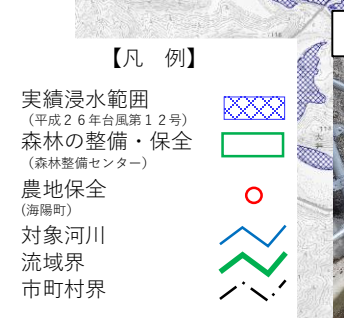 【凡　例】
実績浸水範囲
（平成２６年台風第１２号）
森林の整備・保全
（森林整備センター）
農地保全
(海陽町)
対象河川
流域界
市町村界